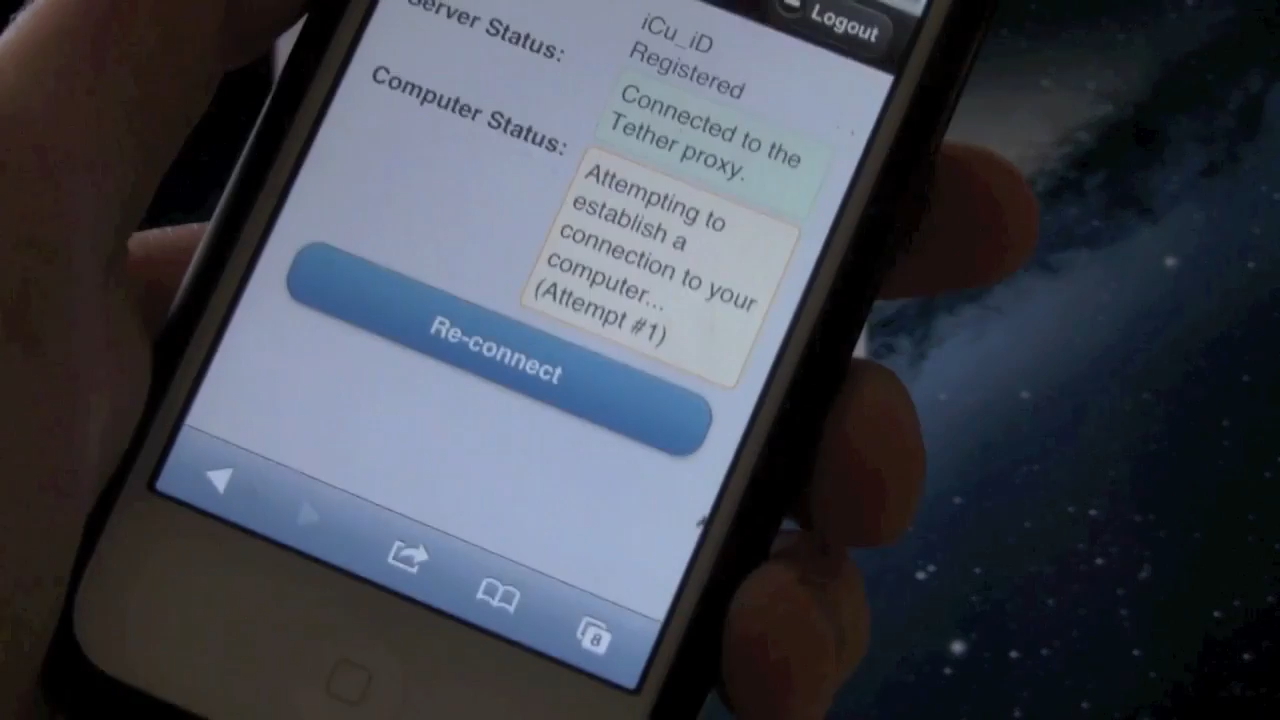 Logout
iCu_iD
Registered
Server Status:
Connected to the
Tether proxy.
Computer Status:
Attempting to
establish a
connection to your
computer...
(Attempt #1)
Re-connect
8